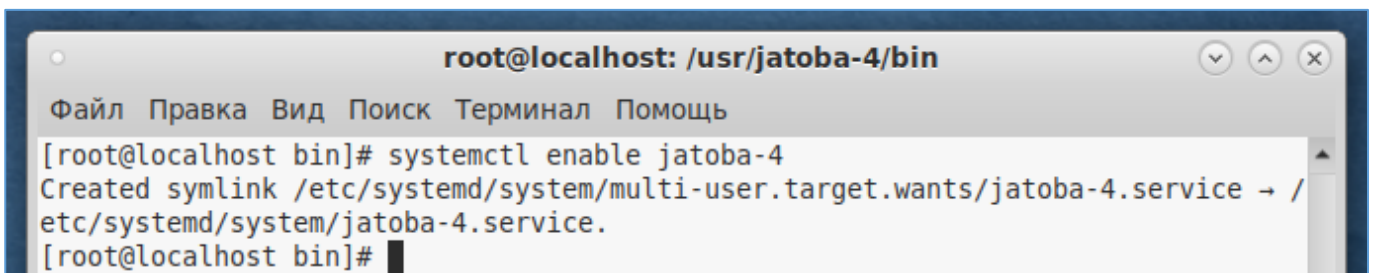 root@localhost: /usr/jatoba-4/bin
Файл Правка Вид Поиск Терминал Помощь
[root@localhost bin]# systemctl enable jatoba-4
Created symlink /etc/systemd/system/multi-user.target.wants/jatoba-4.service → /
etc/systemd/system/jatoba-4.service.
[root@localhost bin]#